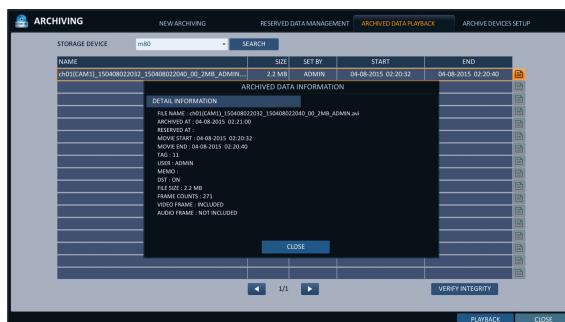 ARCHIVING
NEW ARCHIVING
RESERVED DATA MANAGEMENT
ARCHIVED DATA PLAYBACK
ARCHIVE DEVICES SETUP
STORAGE DEVICE m80 SEARCH
NAME SIZE SET BY START END
ch01(CAM1)_150408022032_150408022040_00_2MB_ADMIN.... 2.2 MB ADMIN 04-08-2015 02:20:32 04-08-2015 02:20:40
ARCHIVED DATA INFORMATION
DETAIL INFORMATION
FILE NAME : ch01(CAM1)_150408022032_150408022040_00_2MB_ADMIN.avi
ARCHIVED AT : 04-08-2015 02:21:00
RESERVED AT :
MOVIE START : 04-08-2015 02:20:32
MOVIE END : 04-08-2015 02:20:40
TAG : 11
USER : ADMIN
MEMO :
DST : ON
FILE SIZE : 2.2 MB
FRAME COUNTS : 271
VIDEO FRAME : INCLUDED
AUDIO FRAME : NOT INCLUDED
CLOSE
1/1
VERIFY INTEGRITY
PLAYBACK
CLOSE